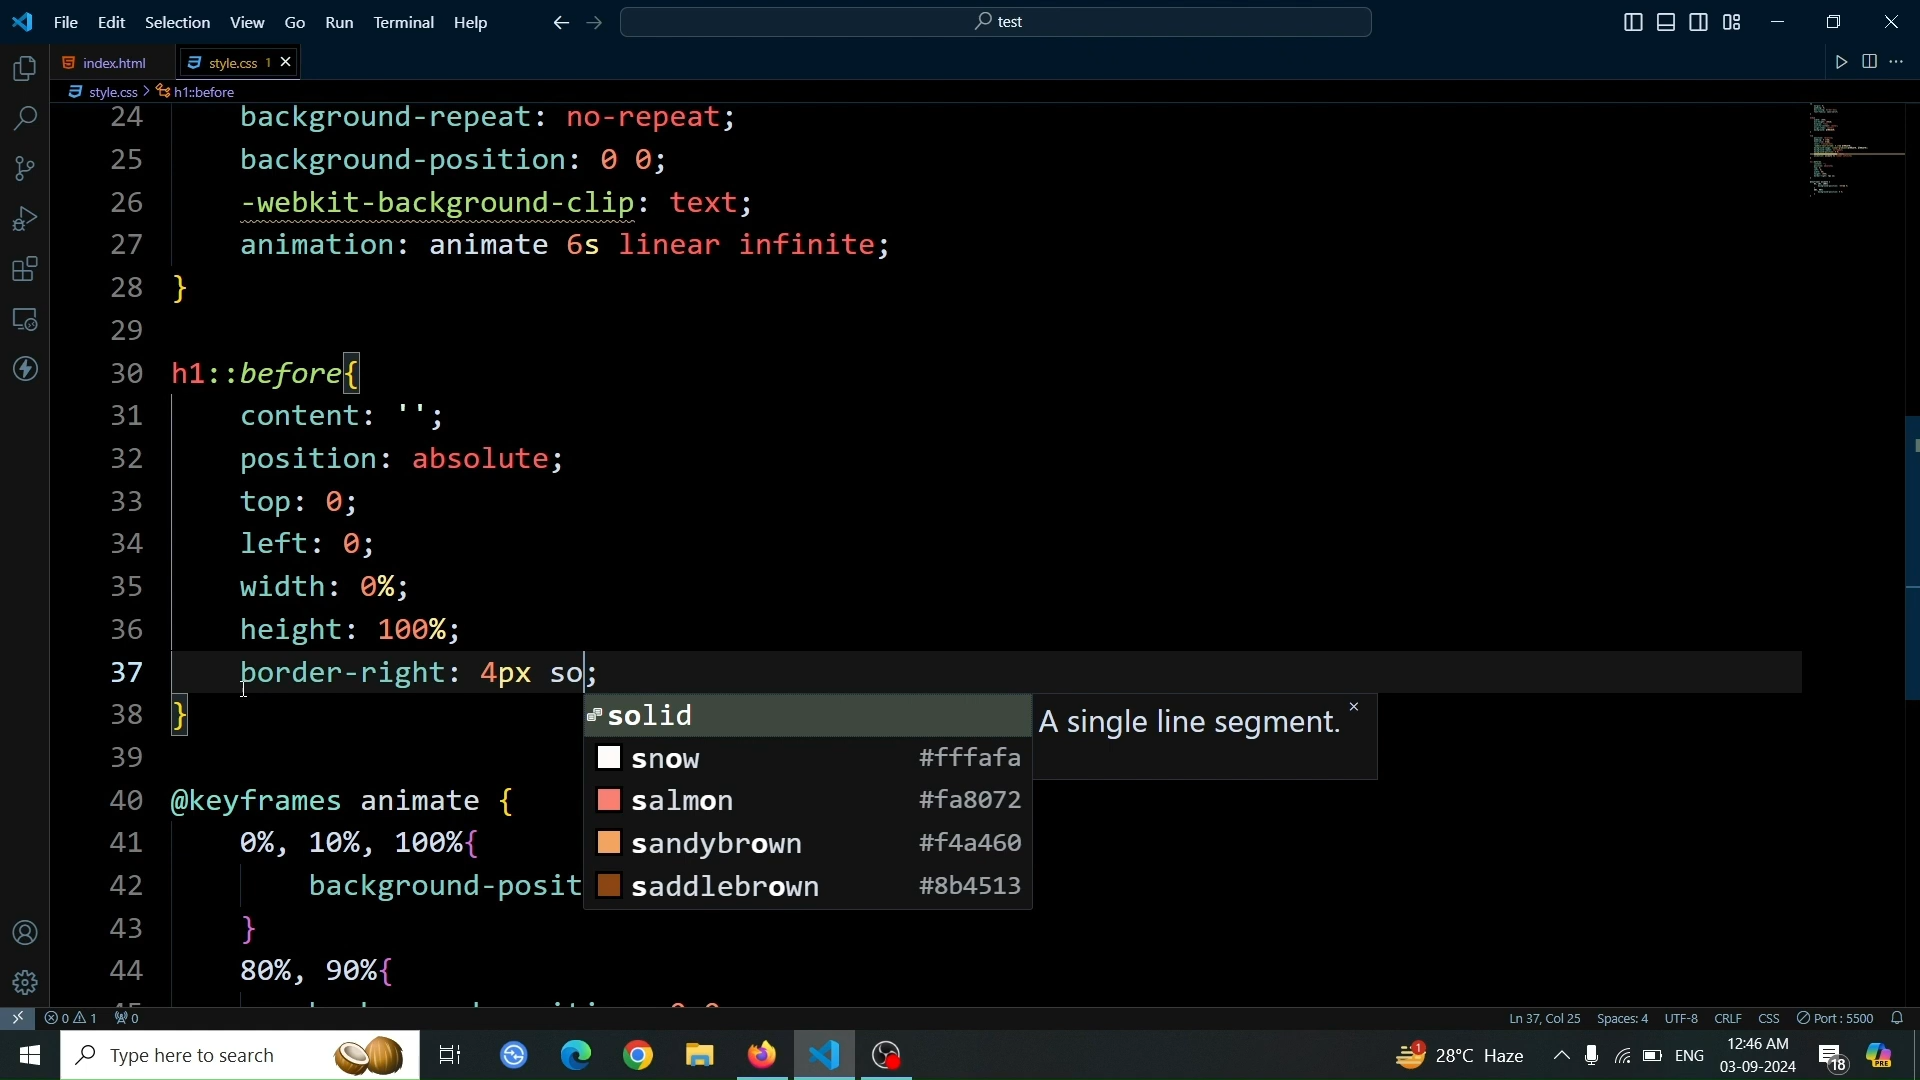 File Edit Selection View Go Run Terminal Help
test
index.html
style.css 1
style.css > h1::before
24 background-repeat: no-repeat;
25 background-position: 0 0;
26 -webkit-background-clip: text;
27 animation: animate 6s linear infinite;
28 }
29
30 h1::before{
31 content: '';
32 position: absolute;
33 top: 0;
34 left: 0;
35 width: 0%;
36 height: 100%;
37 border-right: 4px so;
38 }
solid
A single line segment.
snow #fffafa
39
salmon #fa8072
40 @keyframes animate {
sandybrown #f4a460
41 0%, 10%, 100%{
saddlebrown #8b4513
42 background-posit
43 }
44 80%, 90%{
0 1 0
Ln 37, Col 25 Spaces: 4 UTF-8 CRLF CSS Port : 5500
Type here to search
1 28°C Haze
ENG
12:46 AM
03-09-2024
18
PRE